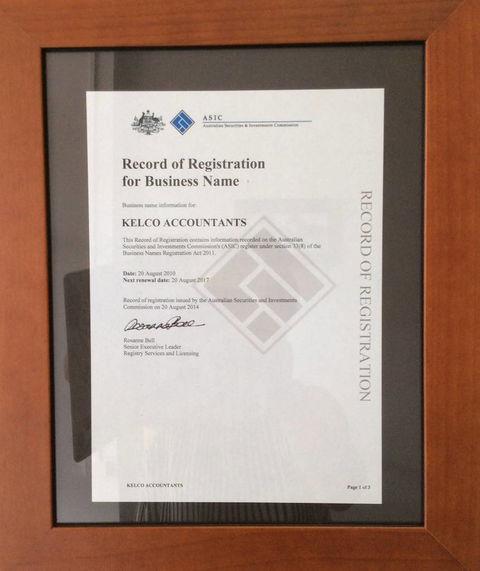 ASIC
Australian Securities & Investments Commission
Record of Registration
for Business Name
Business name information for:
KELCO ACCOUNTANTS
This Record of Registration contains information recorded on the Australian
Securities and Investments Commission's (ASIC) register under section 33(8) of the
Business Names Registration Act 2011.
Date: 20 August 2010
Next renewal date: 20 August 2017
Record of registration issued by the Australian Securities and Investments
Commission on 20 August 2014
Rosanne Bell
Senior Executive Leader
Registry Services and Licensing
RECORD OF REGISTRATION
KELCO ACCOUNTANTS
Page 1 of 3